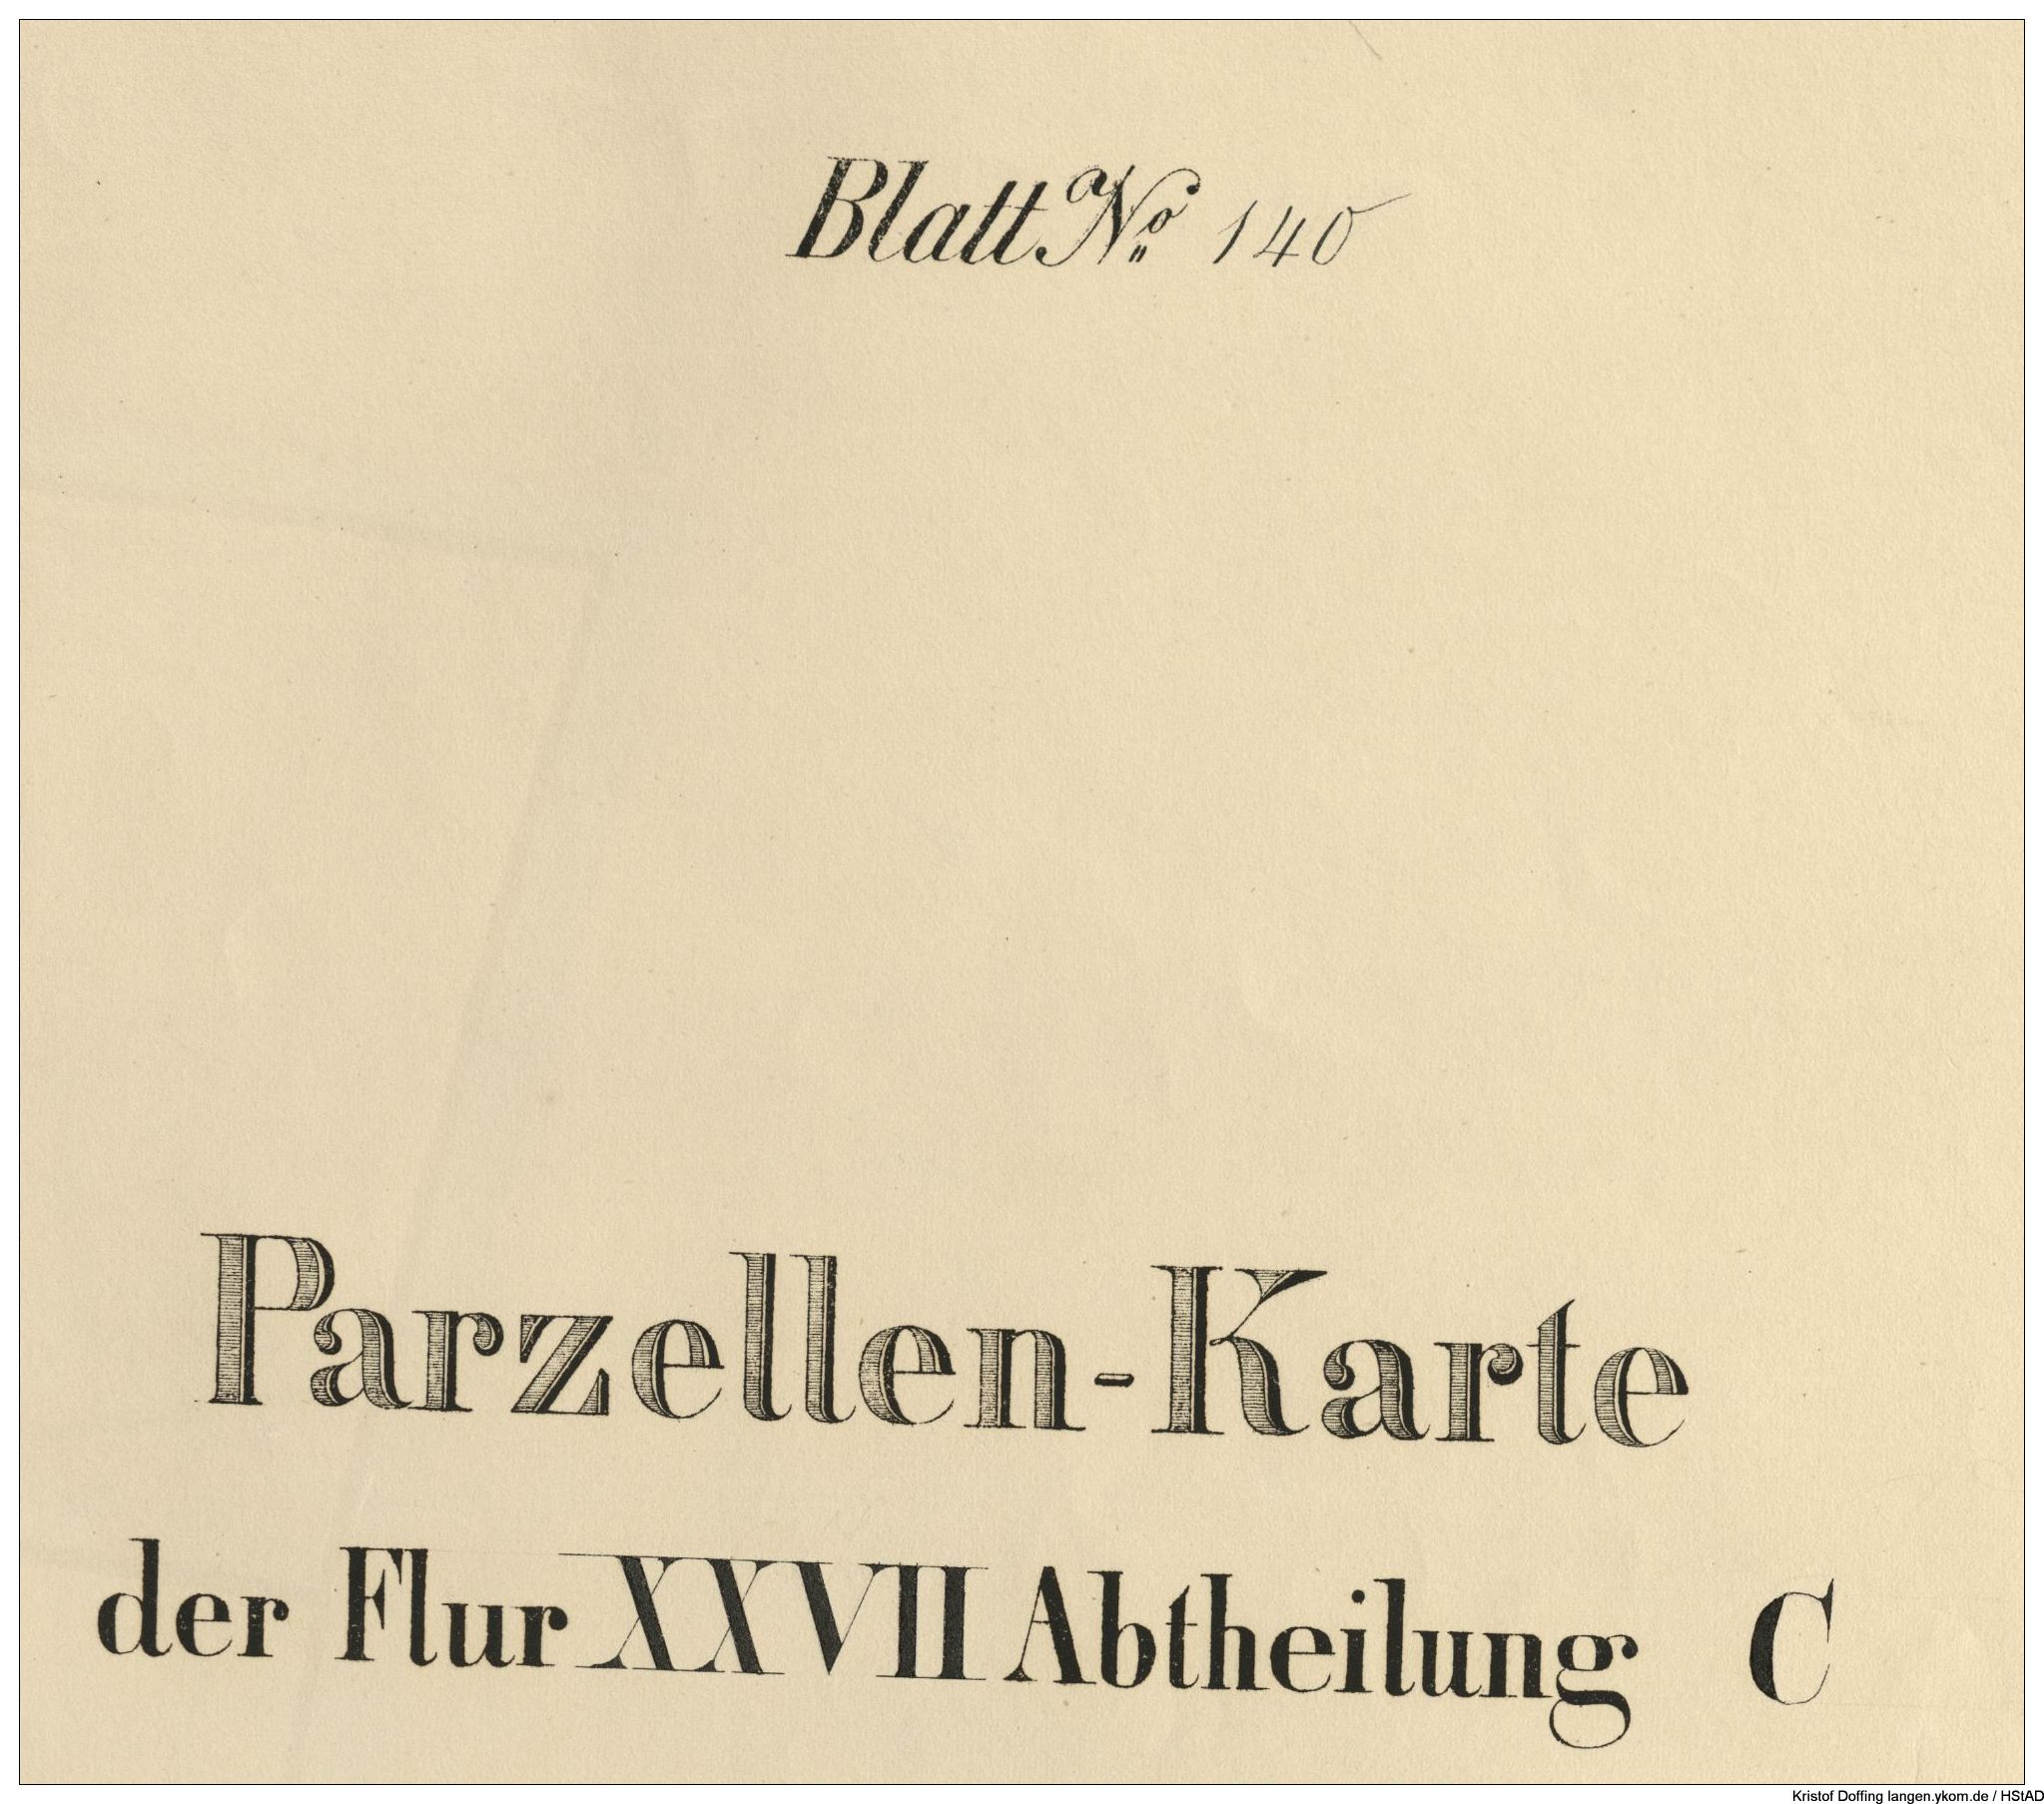 Blatt No 140
Parzellen-Karte
der Flur XXVII Abtheilung C
Kristof Doffing langen.ykom.de / HStAD